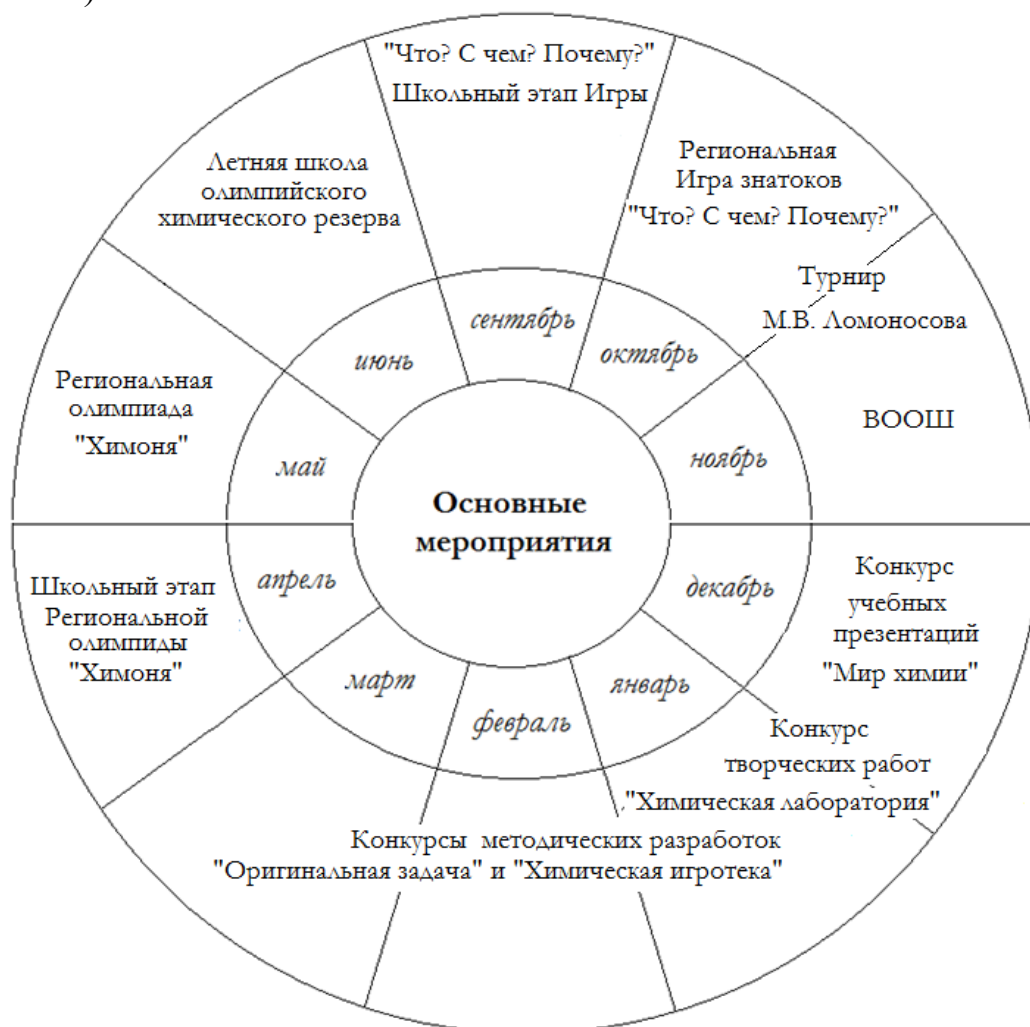 )
"Что? С чем? Почему?"
Школьный этап Игры
Региональная
Игра знатоков
"Что? С чем? Почему?"
Турнир
М.В. Ломоносова
ВООШ
Конкурс
учебных
презентаций
"Мир химии"
Конкурс
творческих работ
"Химическая лаборатория"
Конкурсы методических разработок
"Оригинальная задача" и "Химическая игротека"
Школьный этап
Региональной
олимпиды
"Химоня"
Региональная
олимпиада
"Химоня"
Летняя школа
олимпийского
химического резерва
сентябрь
октябрь
ноябрь
декабрь
январь
февраль
март
апрель
май
июнь
Основные
мероприятия